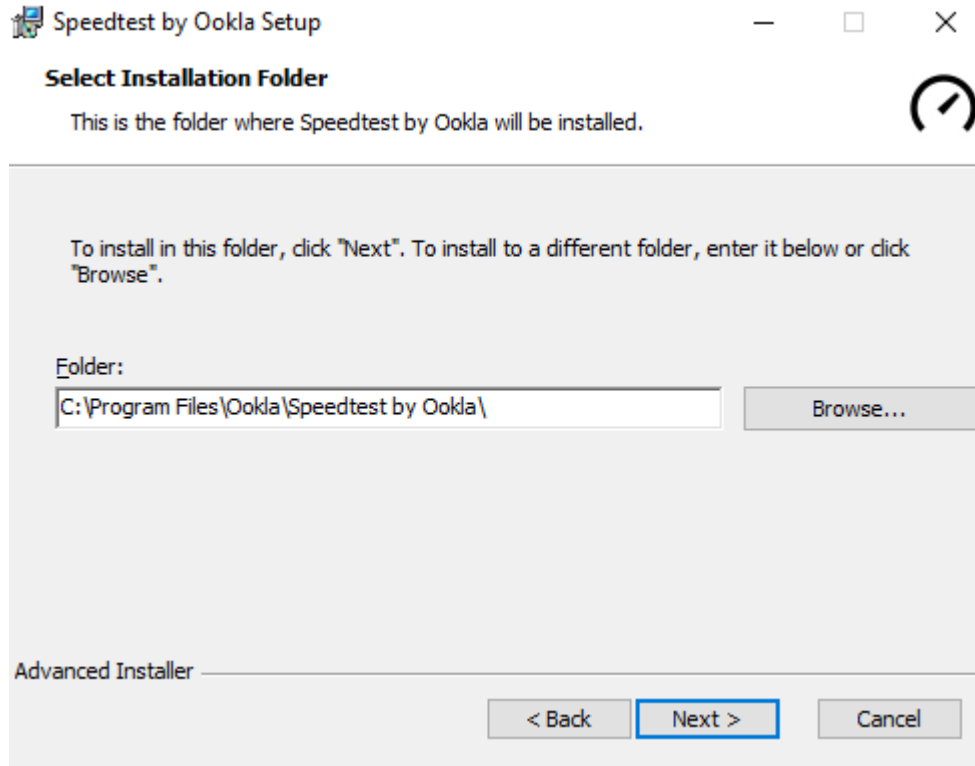 Speedtest by Ookla Setup
Select Installation Folder
This is the folder where Speedtest by Ookla will be installed.
To install in this folder, click "Next". To install to a different folder, enter it below or click
"Browse".
Folder:
C:\Program Files\Ookla\Speedtest by Ookla\
Browse...
Advanced Installer
< Back
Next >
Cancel